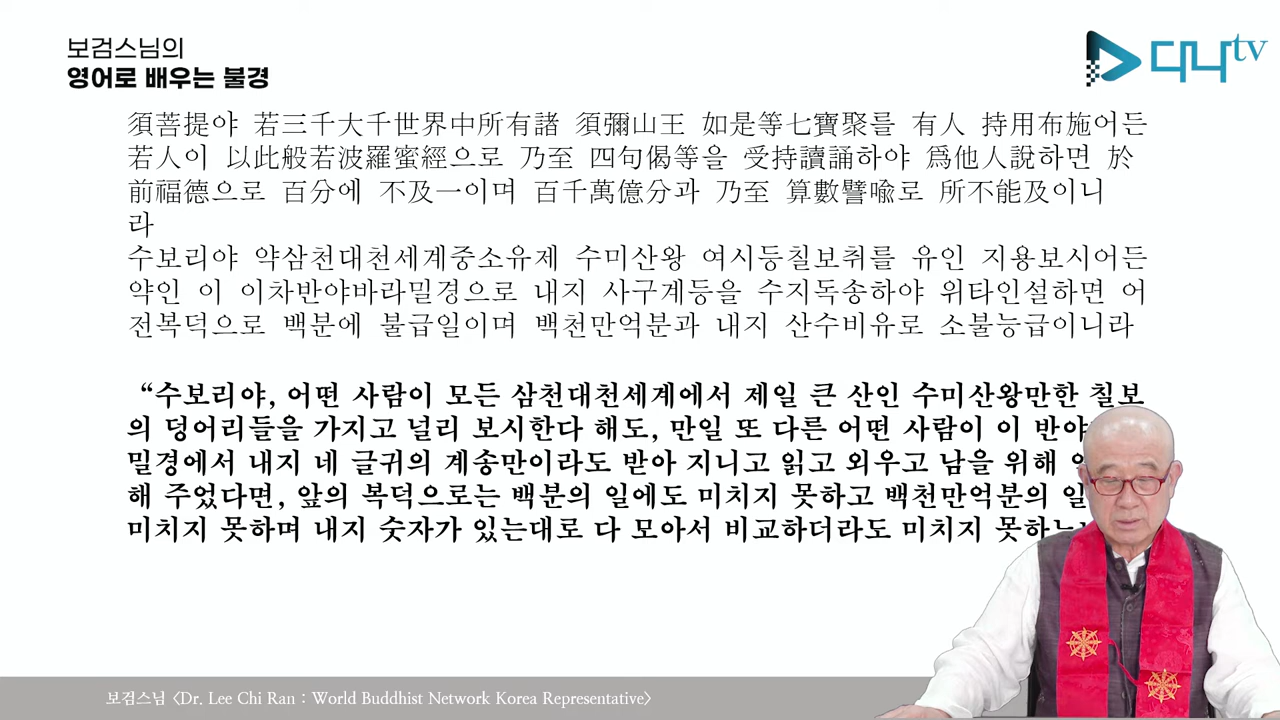 보검스님의
영어로 배우는 불경
다나tv
須菩提야 若三千大千世界中所有諸 須彌山王 如是等七寶聚를 有人 持用布施어든
若人이 以此般若波羅蜜經으로 乃至 四句偈等을 受持讀誦하야 爲他人說하면 於
前福德으로 百分에 不及一이며 百千萬億分과 乃至 算數譬喩로 所不能及이니
라
수보리야 약삼천대천세계중소유제 수미산왕 여시등칠보취를 유인 지용보시어든
약인 이 이차반야바라밀경으로 내지 사구게등을 수지독송하야 위타인설하면 어
전복덕으로 백분에 불급일이며 백천만억분과 내지 산수비유로 소불능급이니라
“수보리야, 어떤 사람이 모든 삼천대천세계에서 제일 큰 산인 수미산왕만한 칠보
의 덩어리들을 가지고 널리 보시한다 해도, 만일 또 다른 어떤 사람이 이 반야
밀경에서 내지 네 글귀의 계송만이라도 받아 지니고 읽고 외우고 남을 위해
해 주었다면, 앞의 복덕으로는 백분의 일에도 미치지 못하고 백천만억분의 일
미치지 못하며 내지 숫자가 있는대로 다 모아서 비교하더라도 미치지
보검스님 〈Dr. Lee Chi Ran : World Buddhist Network Korea Representative〉